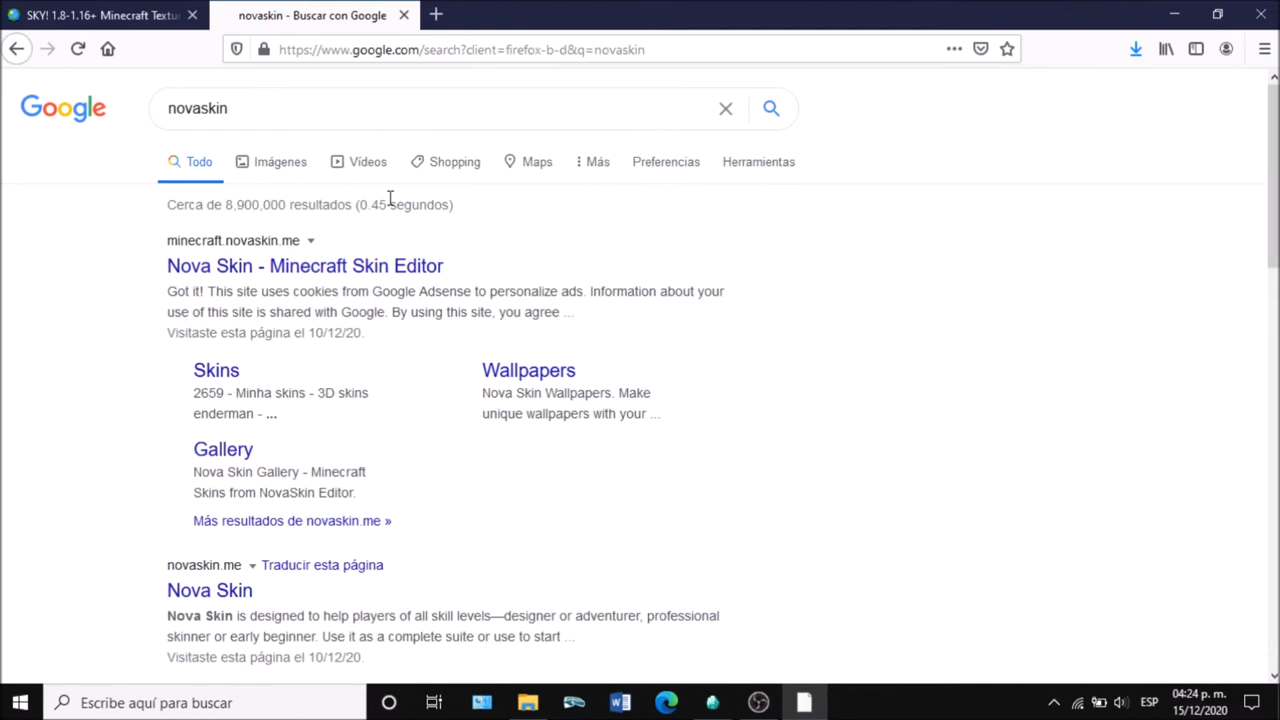 SKY! 1.8-1.16+ Minecraft Textur
novaskin - Buscar con Google
https://www.google.com/search?client=firefox-b-d&q=novaskin
Google
novaskin
Todo Imágenes Vídeos Shopping Maps Más Preferencias Herramientas
Cerca de 8,900,000 resultados (0.45 segundos)
minecraft.novaskin.me
Nova Skin - Minecraft Skin Editor
Got it! This site uses cookies from Google Adsense to personalize ads. Information about your
use of this site is shared with Google. By using this site, you agree ...
Visitaste esta página el 10/12/20.
Skins
2659 - Minha skins - 3D skins
enderman - ...
Wallpapers
Nova Skin Wallpapers. Make
unique wallpapers with your ...
Gallery
Nova Skin Gallery - Minecraft
Skins from NovaSkin Editor.
Más resultados de novaskin.me »
novaskin.me Traducir esta página
Nova Skin
Nova Skin is designed to help players of all skill levels—designer or adventurer, professional
skinner or early beginner. Use it as a complete suite or use to start ...
Visitaste esta página el 10/12/20.
Escribe aquí para buscar
ESP
04:24 p. m.
15/12/2020